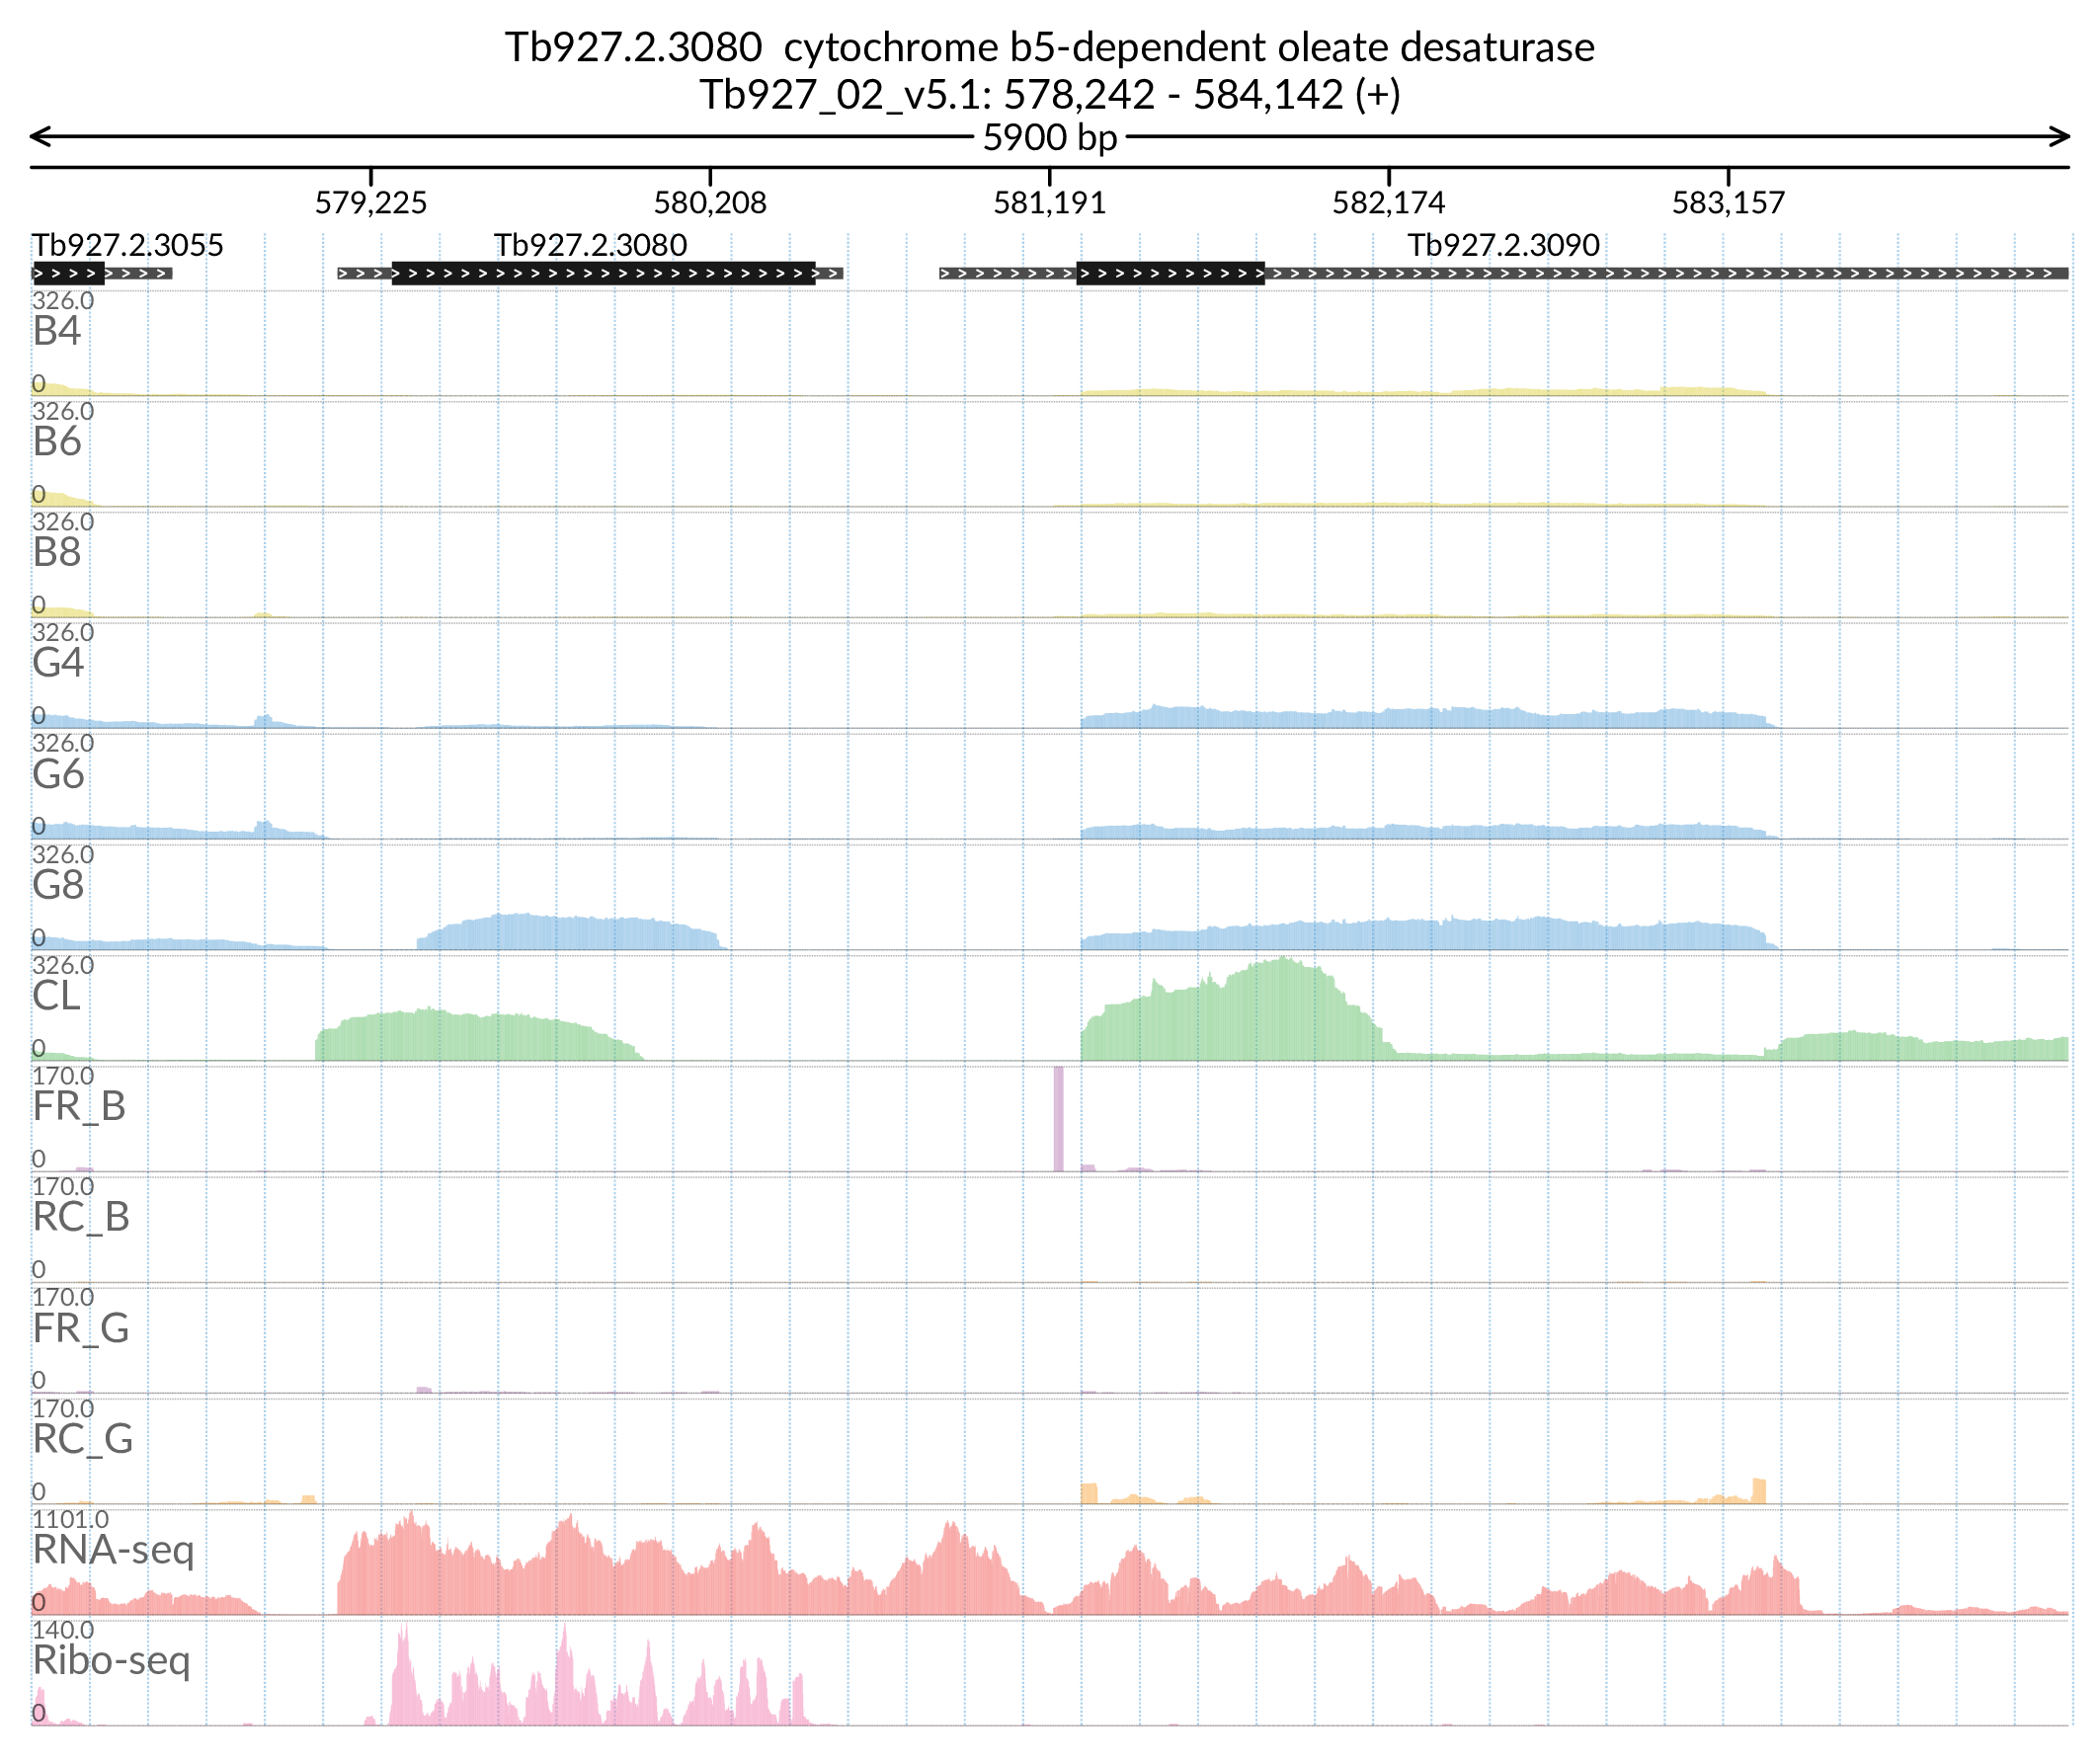 Tb927.2.3080  cytochrome b5-dependent oleate desaturase
Tb927_02_v5.1: 578,242 - 584,142 (+)
5900 bp
579,225 580,208 581,191 582,174 583,157
Tb927.2.3055 Tb927.2.3080 Tb927.2.3090
326.0
B4
0
326.0
B6
0
326.0
B8
0
326.0
G4
0
326.0
G6
0
326.0
G8
0
326.0
CL
0
170.0
FR_B
0
170.0
RC_B
0
170.0
FR_G
0
170.0
RC_G
0
1101.0
RNA-seq
0
140.0
Ribo-seq
0